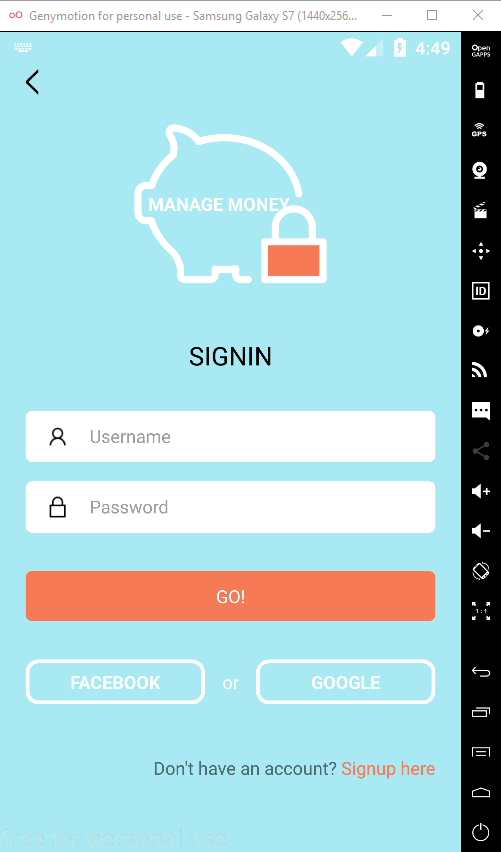 Genymotion for personal use - Samsung Galaxy S7 (1440x256...
4:49
Open
GAPPS
GPS
MANAGE MONEY
ID
SIGNIN
Username
Password
GO!
1:1
FACEBOOK or GOOGLE
Don't have an account? Signup here
free for personal use